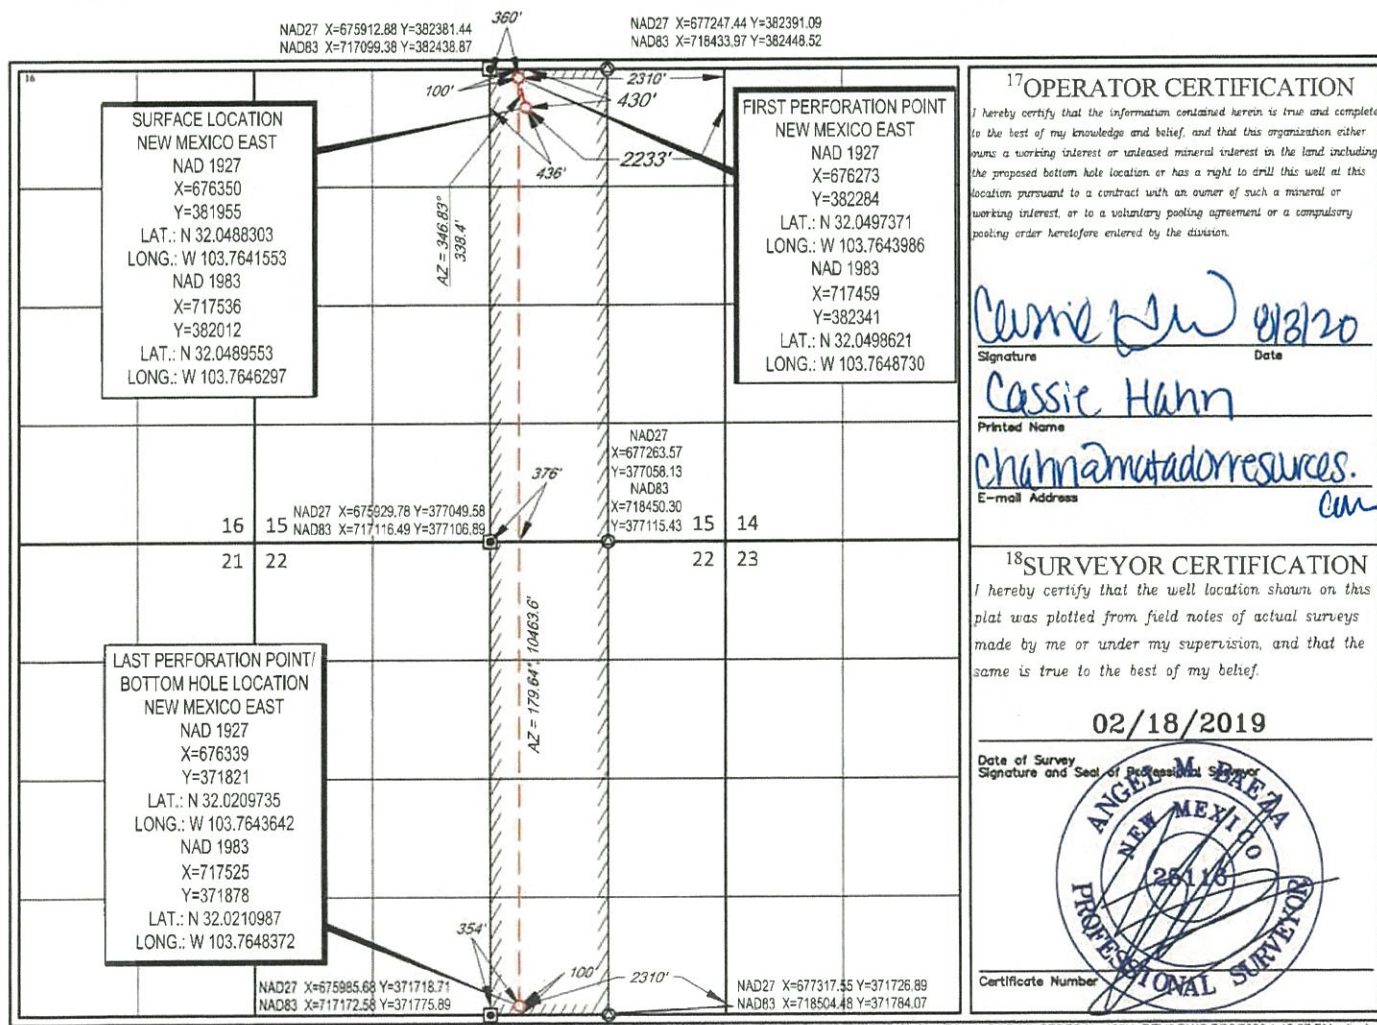 NAD27 X=675912.88 Y=382381.44
NAD83 X=717099.38 Y=382438.87
360'
NAD27 X=677247.44 Y=382391.09
NAD83 X=718433.97 Y=382448.52
16
100'
2310'
430'
2233'
436'
AZ = 346.83°
338.4'
SURFACE LOCATION
NEW MEXICO EAST
NAD 1927
X=676350
Y=381955
LAT.: N 32.0488303
LONG.: W 103.7641553
NAD 1983
X=717536
Y=382012
LAT.: N 32.0489553
LONG.: W 103.7646297
FIRST PERFORATION POINT
NEW MEXICO EAST
NAD 1927
X=676273
Y=382284
LAT.: N 32.0497371
LONG.: W 103.7643986
NAD 1983
X=717459
Y=382341
LAT.: N 32.0498621
LONG.: W 103.7648730
376'
NAD27
X=677263.57
Y=377058.13
NAD83
X=718450.30
Y=377115.43
NAD27 X=675929.78 Y=377049.58
NAD83 X=717116.49 Y=377106.89
16 15
21 22
15 14
22 23
AZ = 179.64°, 10463.6'
LAST PERFORATION POINT/
BOTTOM HOLE LOCATION
NEW MEXICO EAST
NAD 1927
X=676339
Y=371821
LAT.: N 32.0209735
LONG.: W 103.7643642
NAD 1983
X=717525
Y=371878
LAT.: N 32.0210987
LONG.: W 103.7648372
354'
100'
2310'
NAD27 X=675985.68 Y=371718.71
NAD83 X=717172.58 Y=371775.89
NAD27 X=677317.55 Y=371726.89
NAD83 X=718504.48 Y=371784.07
17 OPERATOR CERTIFICATION
I hereby certify that the information contained herein is true and complete
to the best of my knowledge and belief, and that this organization either
owns a working interest or unleased mineral interest in the land including
the proposed bottom hole location or has a right to drill this well at this
location pursuant to a contract with an owner of such a mineral or
working interest, or to a voluntary pooling agreement or a compulsory
pooling order heretofore entered by the division.
8/3/20
Signature Date
Cassie Hahn
Printed Name
chahn@matadorresources.
com
E-mail Address
18 SURVEYOR CERTIFICATION
I hereby certify that the well location shown on this
plat was plotted from field notes of actual surveys
made by me or under my supervision, and that the
same is true to the best of my belief.
02/18/2019
Date of Survey
Signature and Seal of Professional Surveyor
ANGEL M. BAEZA
NEW MEXICO
25116
PROFESSIONAL SURVEYOR
Certificate Number